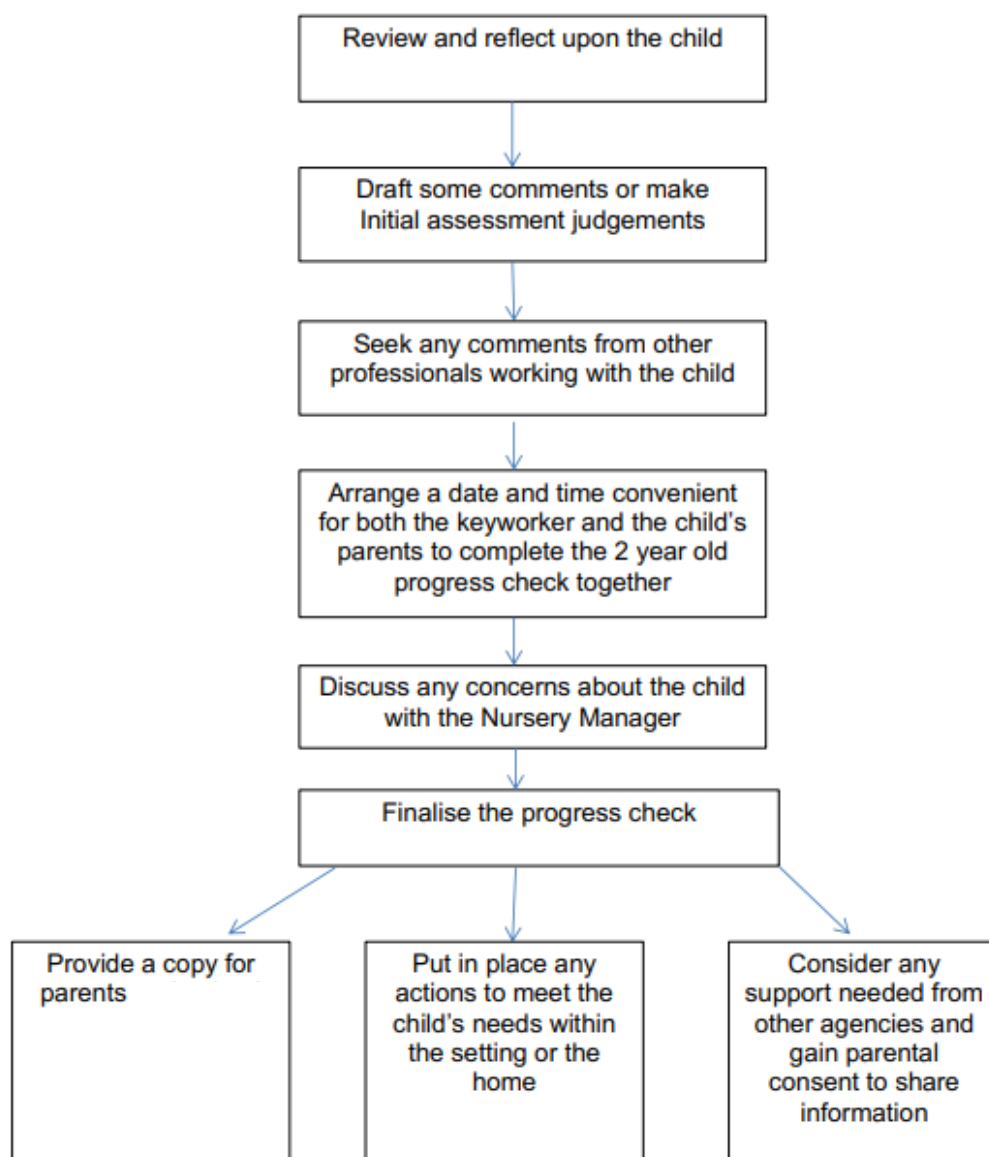 Review and reflect upon the child
Draft some comments or make
Initial assessment judgements
Seek any comments from other
professionals working with the child
Arrange a date and time convenient
for both the keyworker and the child's
parents to complete the 2 year old
progress check together
Discuss any concerns about the child
with the Nursery Manager
Finalise the progress check
Provide a copy for
parents
Put in place any
actions to meet the
child's needs within
the setting or the
home
Consider any
support needed from
other agencies and
gain parental
consent to share
information